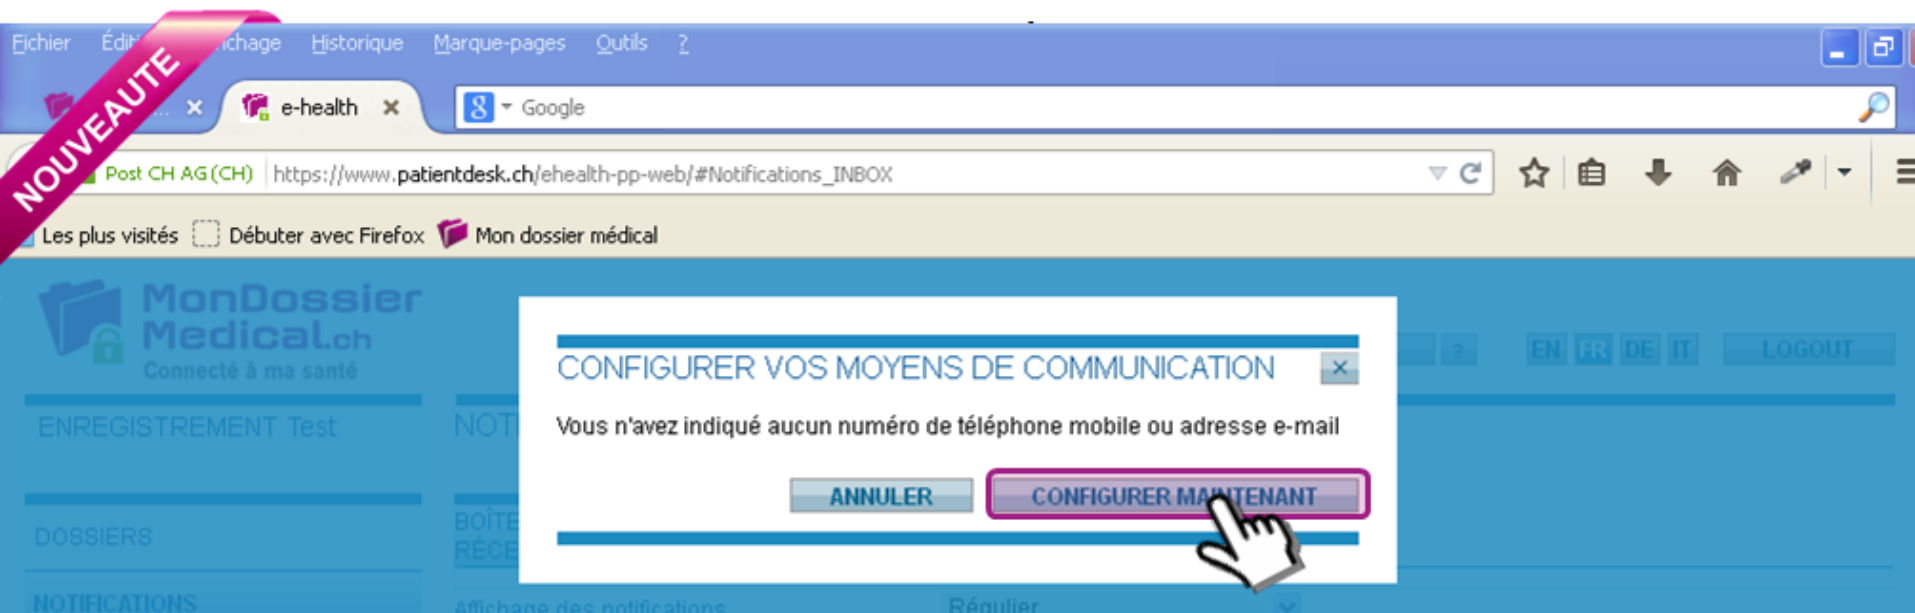 Fichier Historique Marque-pages Outils ?
NOUVEAUTE
e-health
Google
Post CH AG (CH) https://www.patientdesk.ch/ehealth-pp-web/#Notifications_INBOX
Les plus visités Débuter avec Firefox Mon dossier médical
MonDossier
Medical.ch
Connecté à ma santé
? EN FR DE IT LOGOUT
CONFIGURER VOS MOYENS DE COMMUNICATION
Vous n'avez indiqué aucun numéro de téléphone mobile ou adresse e-mail
ANNULER CONFIGURER MAINTENANT
ENREGISTREMENT Test
DOSSIERS
NOTIFICATIONS
BOÎTE
Affichage des notifications Régulier